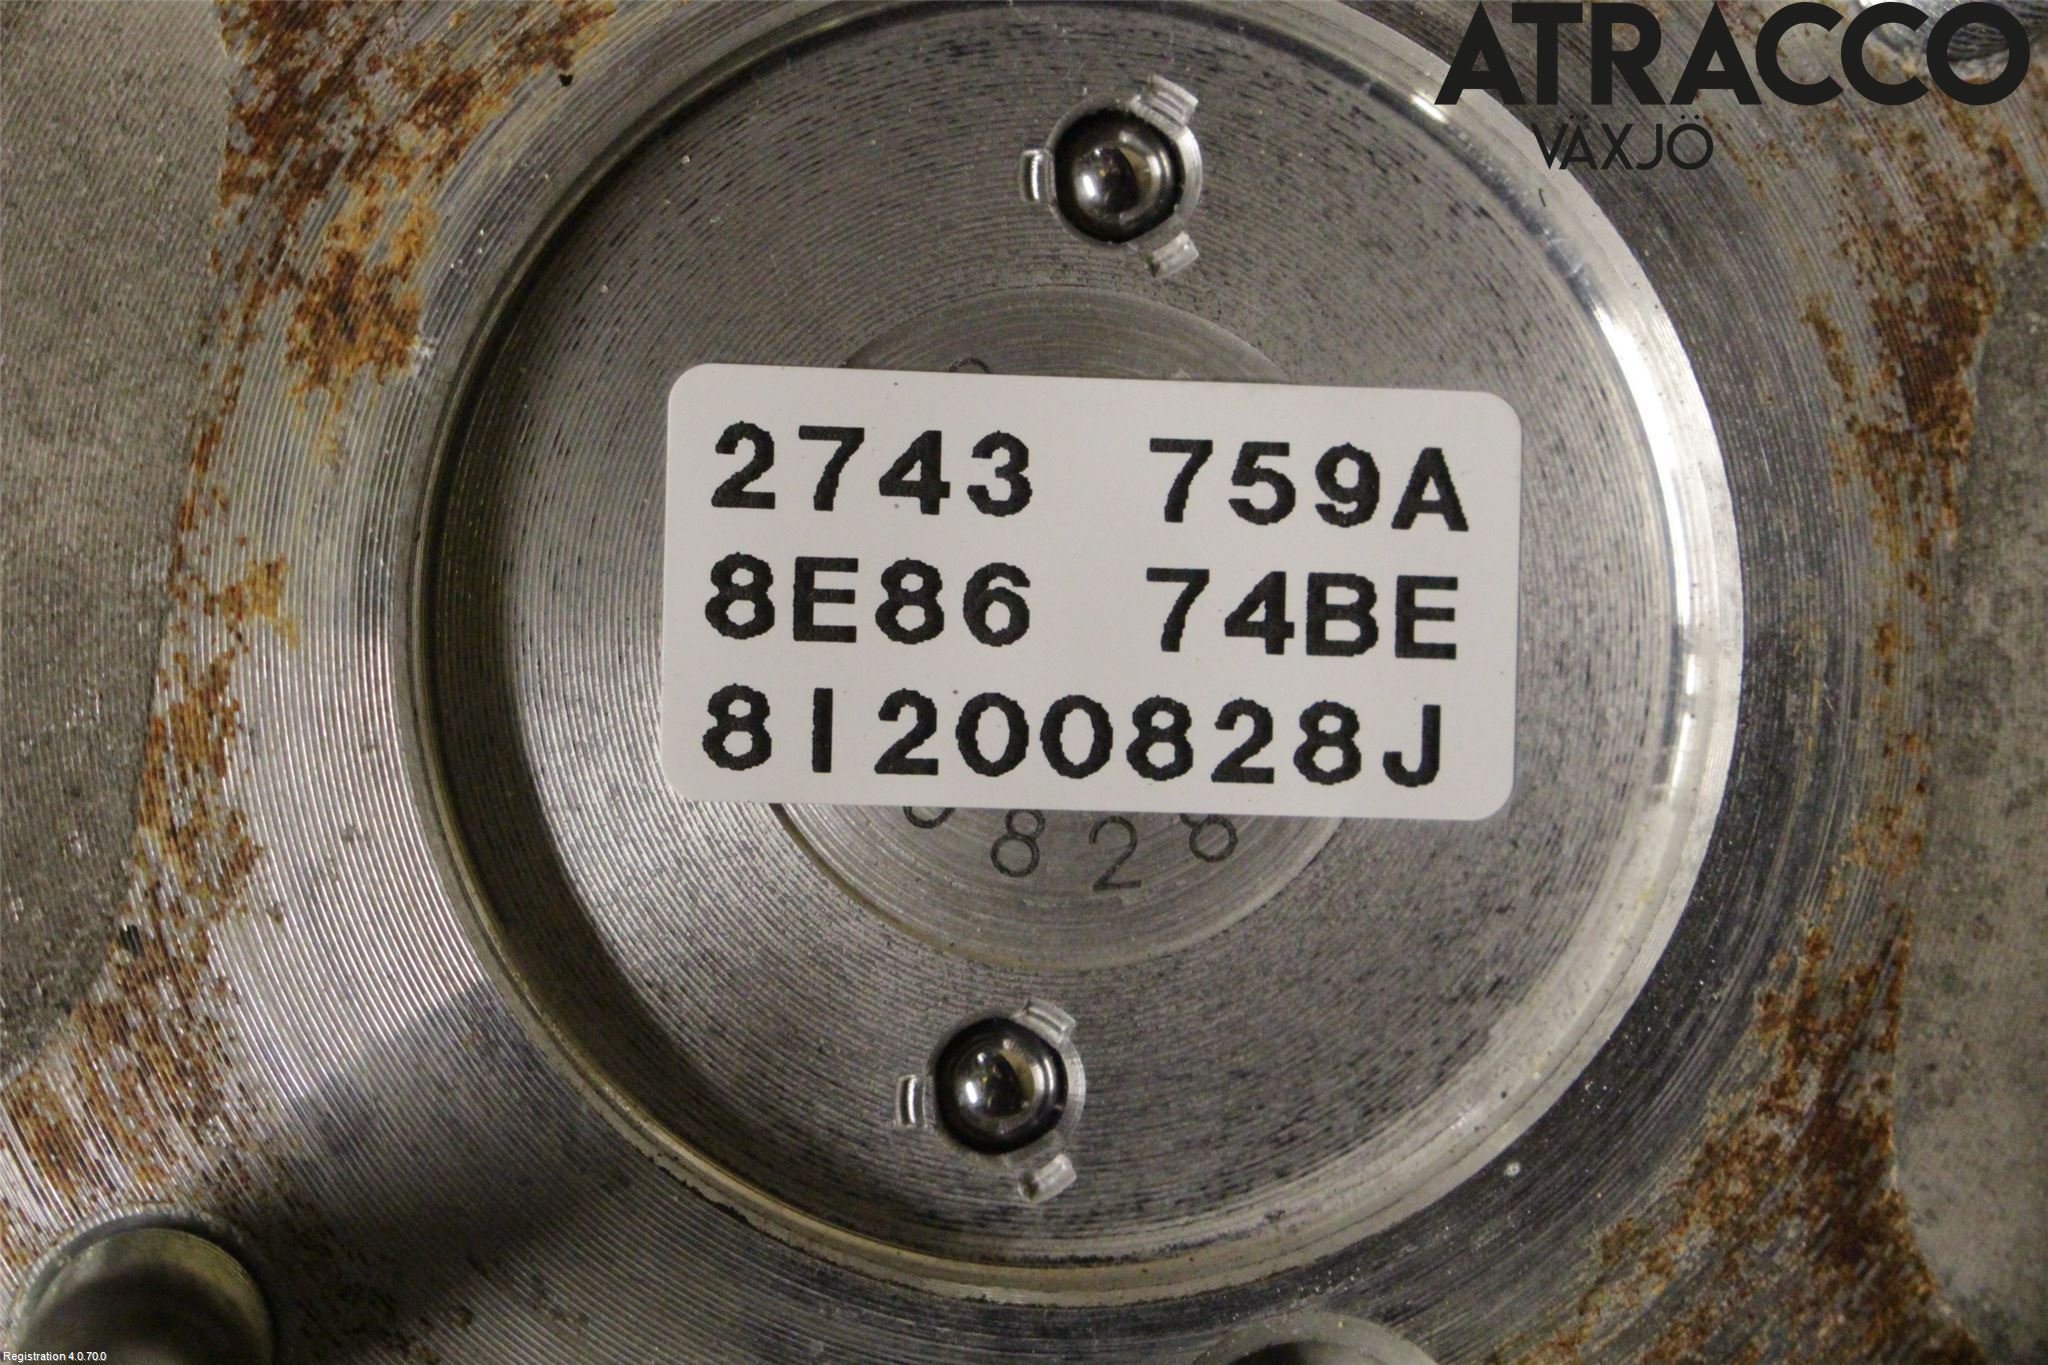 ATRACCO
VÄXJÖ
2743 759A
8E86 74BE
8I200828J
828
Registration 4.0.70.0